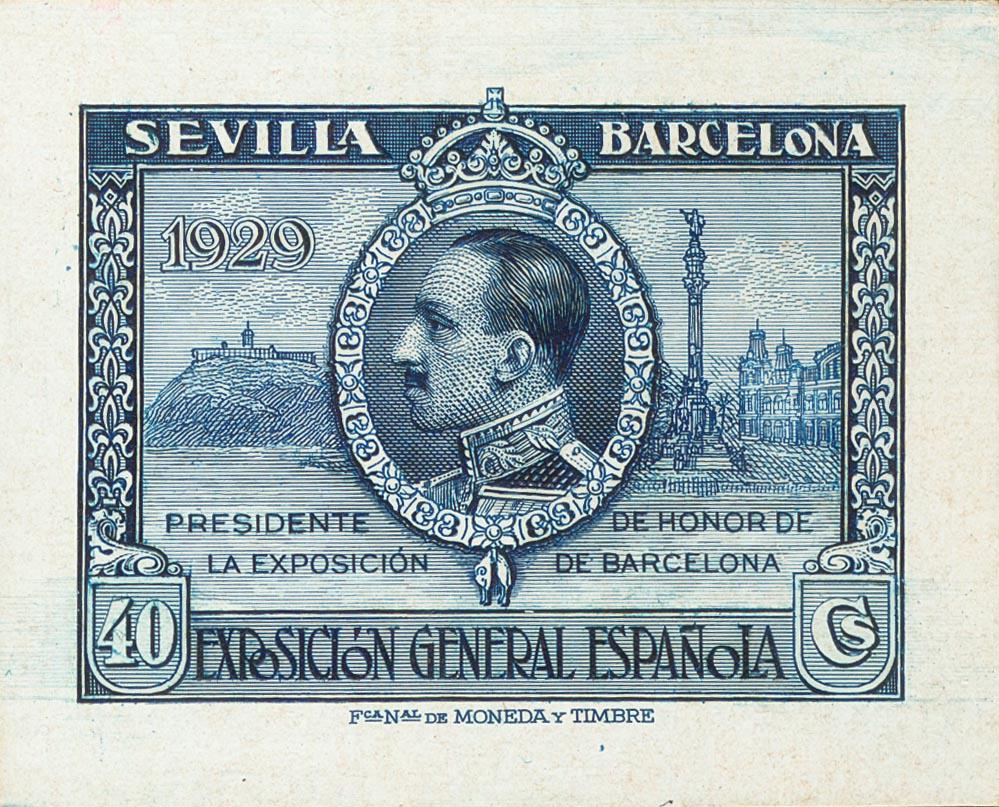 SEVILLA BARCELONA
1929
PRESIDENTE DE HONOR DE
LA EXPOSICIÓN DE BARCELONA
40 EXPOSICIÓN GENERAL ESPAÑOLA CS
FCA NAL DE MONEDA Y TIMBRE